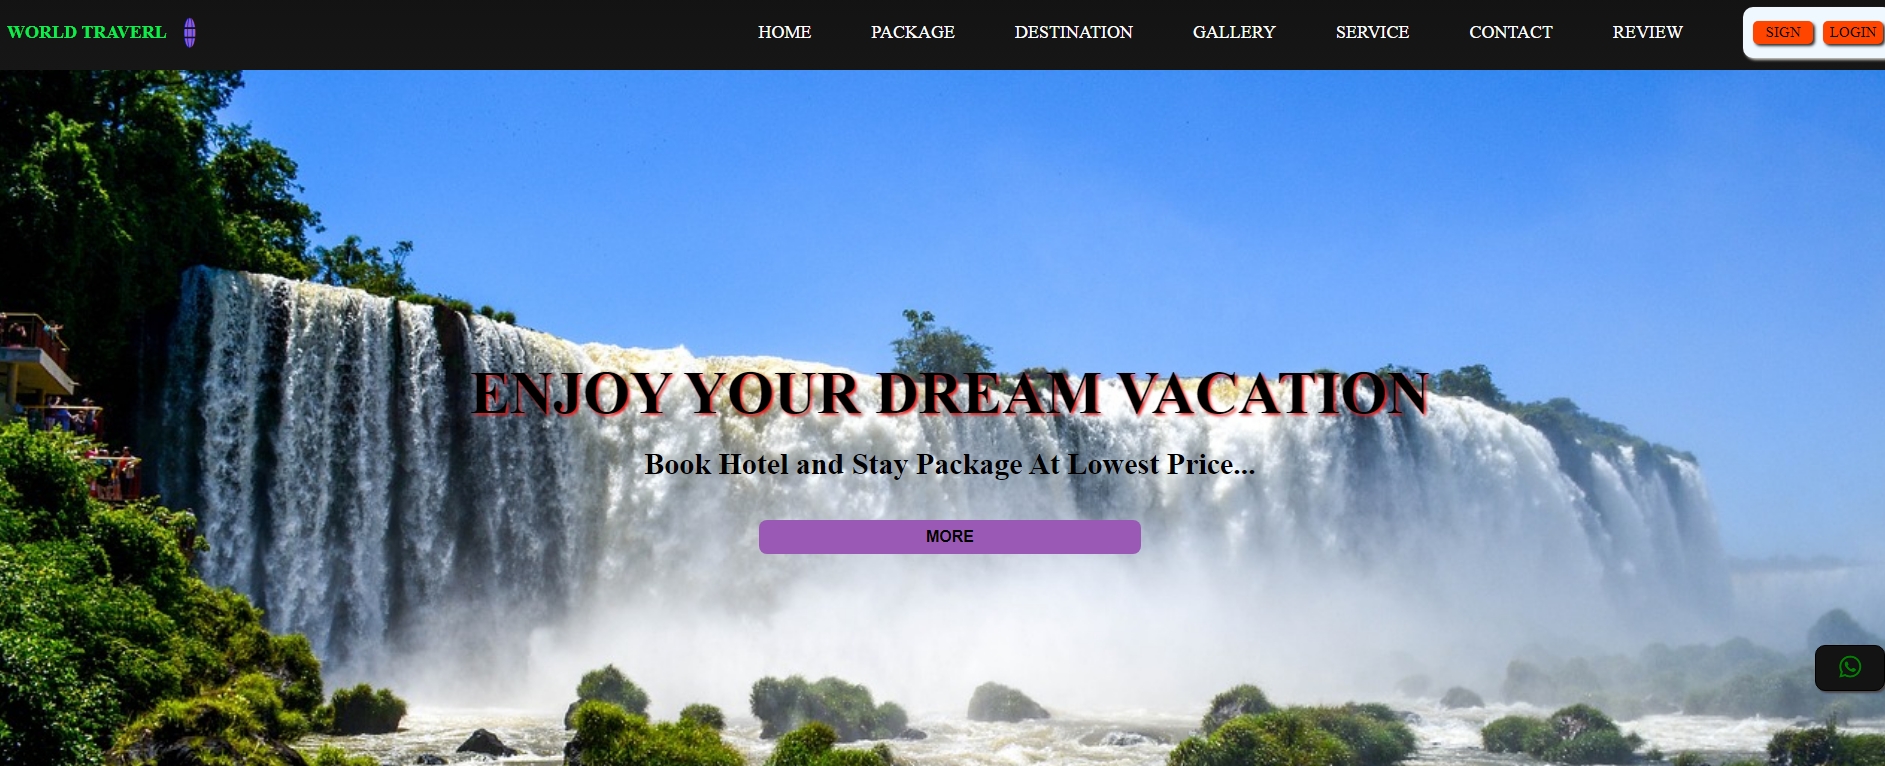 WORLD TRAVERL HOME PACKAGE DESTINATION GALLERY SERVICE CONTACT REVIEW SIGN LOGIN
ENJOY YOUR DREAM VACATION
Book Hotel and Stay Package At Lowest Price...
MORE